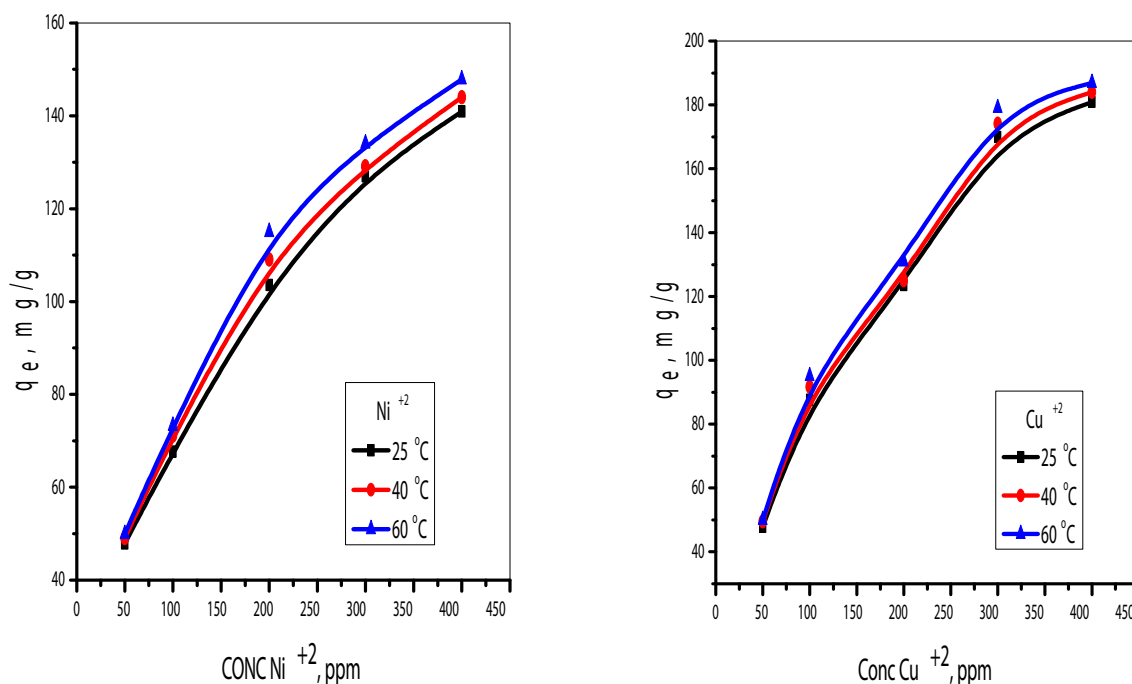 160
140
120
100
80
60
40
q e , m g / g
Ni +2
25 °C
40 °C
60 °C
0 50 100 150 200 250 300 350 400 450
CONC Ni +2, ppm
200
180
160
140
120
100
80
60
40
q e , m g / g
Cu +2
25 °C
40 °C
60 °C
0 50 100 150 200 250 300 350 400 450
Conc Cu +2, ppm